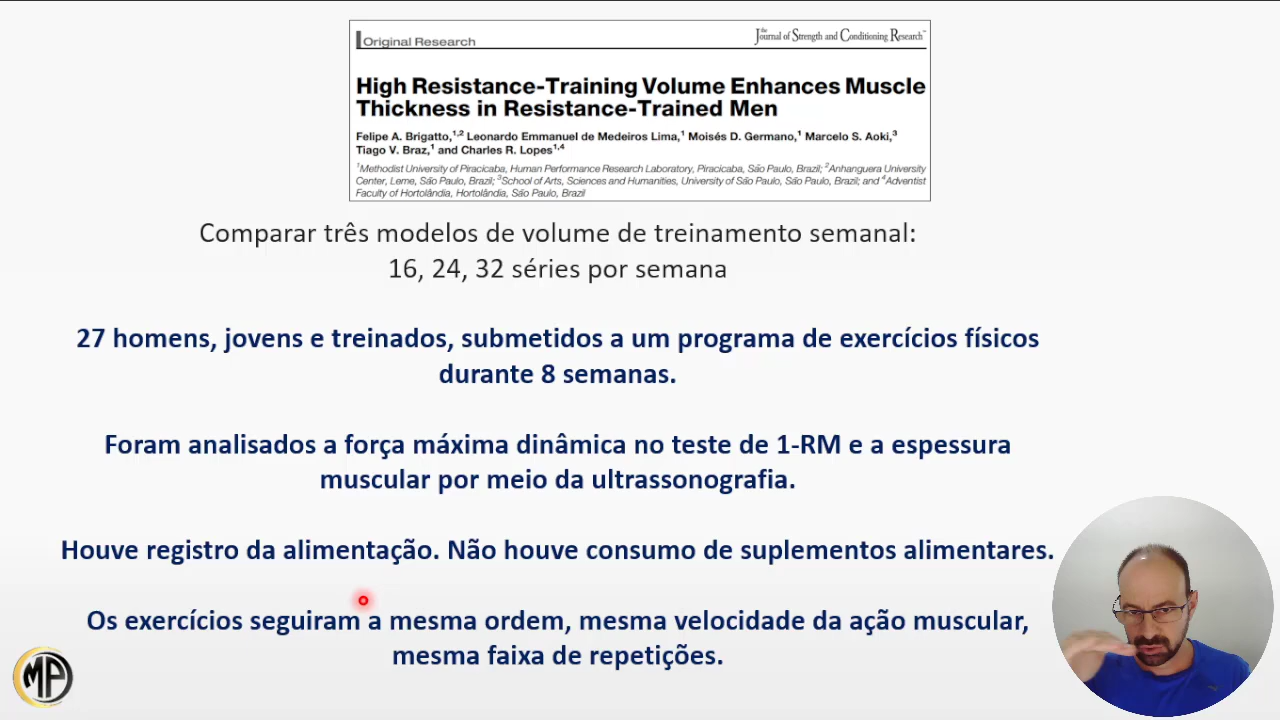 Original Research
the Journal of Strength and Conditioning Research™
High Resistance-Training Volume Enhances Muscle
Thickness in Resistance-Trained Men
Felipe A. Brigatto,1,2 Leonardo Emmanuel de Medeiros Lima,1 Moisés D. Germano,1 Marcelo S. Aoki,3
Tiago V. Braz,1 and Charles R. Lopes1,4
1Methodist University of Piracicaba, Human Performance Research Laboratory, Piracicaba, São Paulo, Brazil; 2Anhanguera University
Center, Leme, São Paulo, Brazil; 3School of Arts, Sciences and Humanities, University of São Paulo, São Paulo, Brazil; and 4Adventist
Faculty of Hortolândia, Hortolândia, São Paulo, Brazil
Comparar três modelos de volume de treinamento semanal:
16, 24, 32 séries por semana
27 homens, jovens e treinados, submetidos a um programa de exercícios físicos
durante 8 semanas.
Foram analisados a força máxima dinâmica no teste de 1-RM e a espessura
muscular por meio da ultrassonografia.
Houve registro da alimentação. Não houve consumo de suplementos alimentares.
Os exercícios seguiram a mesma ordem, mesma velocidade da ação muscular,
mesma faixa de repetições.
MP